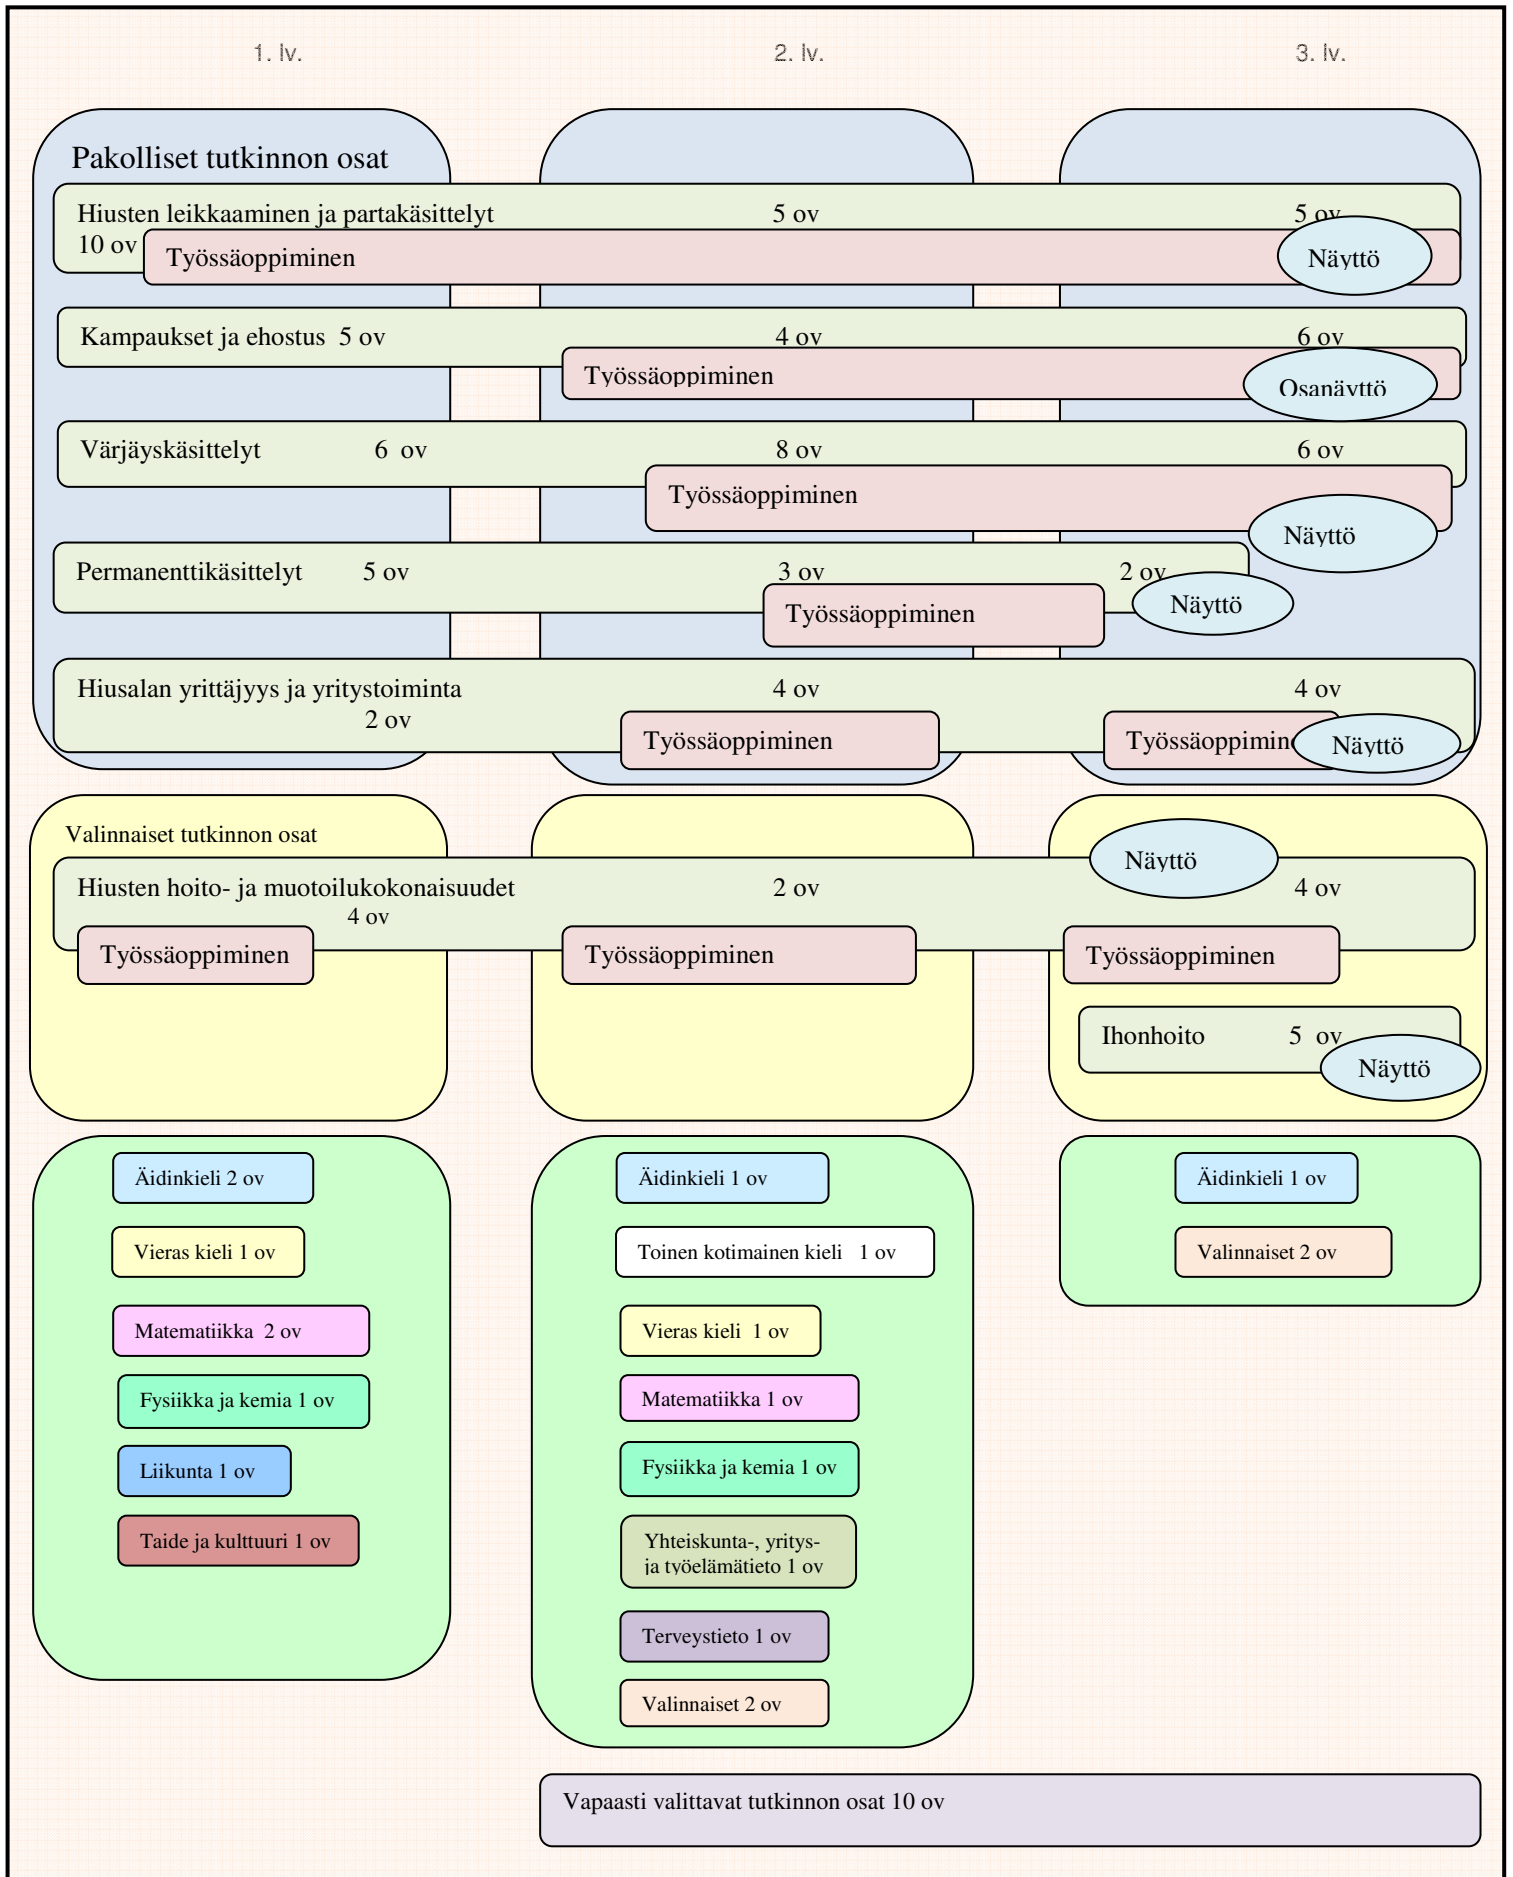 1. lv. 2. lv. 3. lv.
Pakolliset tutkinnon osat
Hiusten leikkaaminen ja partakäsittelyt 5 ov 5 ov
10 ov
Työssäoppiminen Näyttö
Kampaukset ja ehostus 5 ov 4 ov 6 ov
Työssäoppiminen Osanäyttö
Värjäyskäsittelyt 6 ov 8 ov 6 ov
Työssäoppiminen
Näyttö
Permanenttikäsittelyt 5 ov 3 ov 2 ov
Työssäoppiminen Näyttö
Hiusalan yrittäjyys ja yritystoiminta 4 ov 4 ov
2 ov
Työssäoppiminen Työssäoppimin Näyttö
Valinnaiset tutkinnon osat
Näyttö
Hiusten hoito- ja muotoilukokonaisuudet 2 ov 4 ov
4 ov
Työssäoppiminen Työssäoppiminen Työssäoppiminen
Ihonhoito 5 ov
Näyttö
Äidinkieli 2 ov
Vieras kieli 1 ov
Matematiikka 2 ov
Fysiikka ja kemia 1 ov
Liikunta 1 ov
Taide ja kulttuuri 1 ov
Äidinkieli 1 ov
Toinen kotimainen kieli 1 ov
Vieras kieli 1 ov
Matematiikka 1 ov
Fysiikka ja kemia 1 ov
Yhteiskunta-, yritys-
ja työelämätieto 1 ov
Terveystieto 1 ov
Valinnaiset 2 ov
Äidinkieli 1 ov
Valinnaiset 2 ov
Vapaasti valittavat tutkinnon osat 10 ov